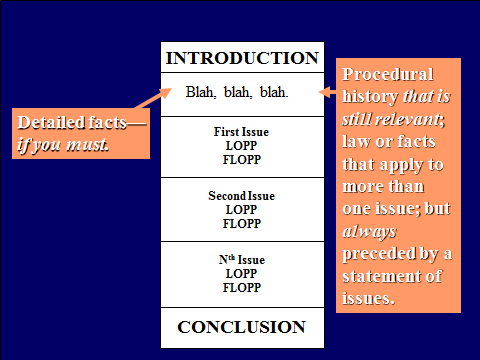 INTRODUCTION
Blah, blah, blah.
Detailed facts—
if you must.
Procedural
history that is
still relevant;
law or facts
that apply to
more than
one issue; but
always
preceded by a
statement of
issues.
First Issue
LOPP
FLOPP
Second Issue
LOPP
FLOPP
Nth Issue
LOPP
FLOPP
CONCLUSION